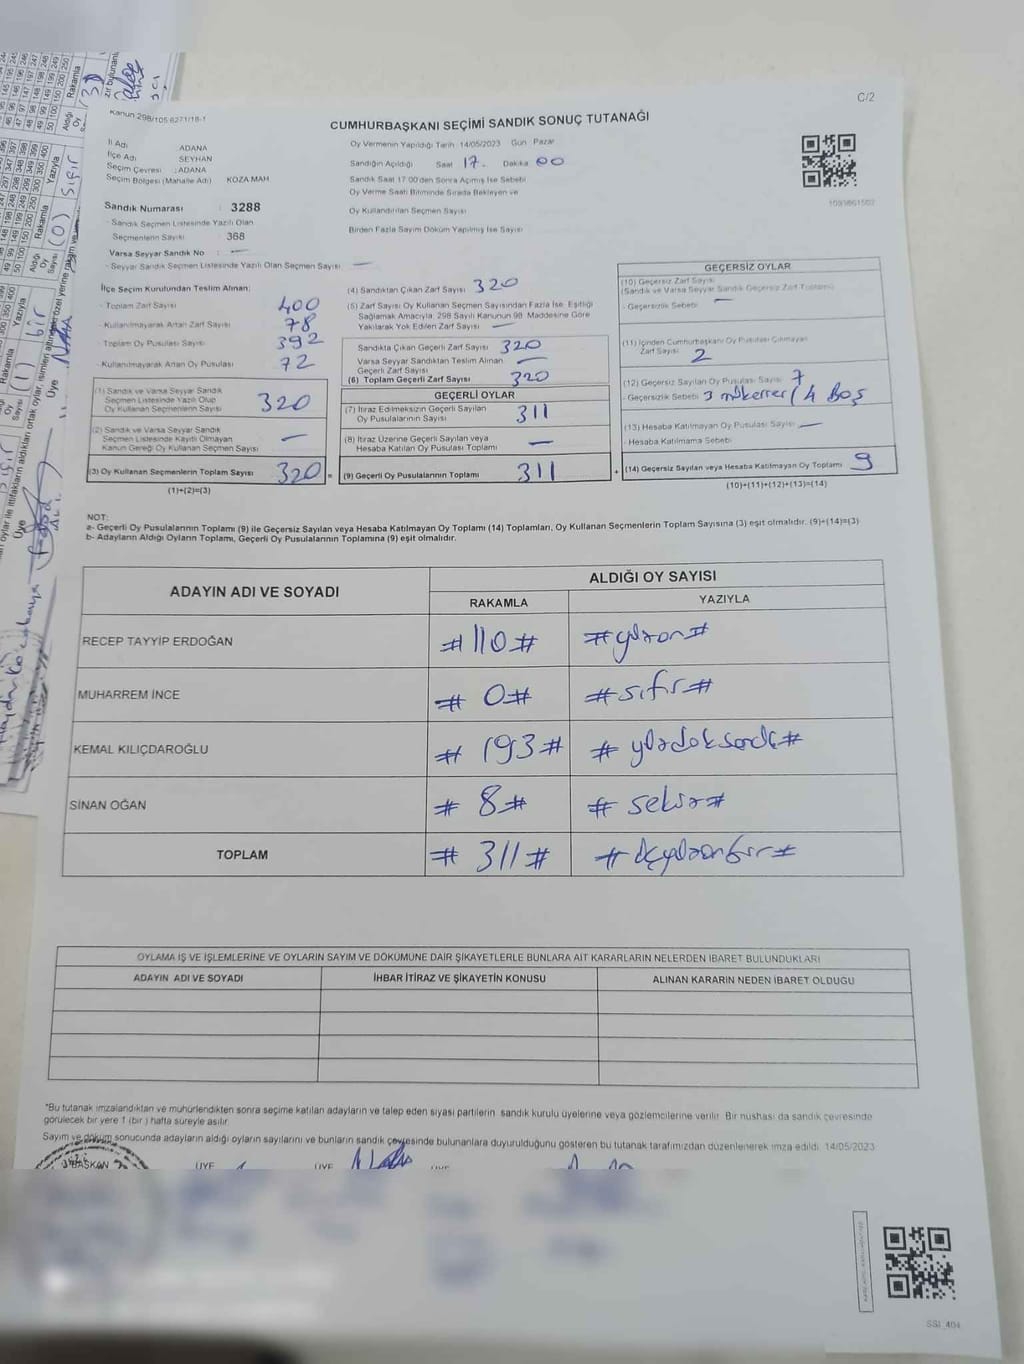 C/2
Kanun 298/105 6271/18-1
CUMHURBAŞKANI SEÇİMİ SANDIK SONUÇ TUTANAĞI
İl Adı ADANA
İlçe Adı SEYHAN
Seçim Çevresi : ADANA
Seçim Bölgesi (Mahalle Adı) KOZA MAH
Sandık Numarası : 3288
- Sandık Seçmen Listesinde Yazılı Olan
Seçmenlerin Sayısı : 368
Varsa Seyyar Sandık No : —
- Seyyar Sandık Seçmen Listesinde Yazılı Olan Seçmen Sayısı —
Oy Vermenin Yapıldığı Tarih 14/05/2023 Gün Pazar
Sandığın Açıldığı Saat 17. Dakika 00
Sandık Saat 17:00'den Sonra Açılmış İse Sebebi
Oy Verme Saati Bitiminde Sırada Bekleyen ve
Oy Kullandırılan Seçmen Sayısı
Birden Fazla Sayım Döküm Yapılmış İse Sayısı
İlçe Seçim Kurulundan Teslim Alınan:
- Toplam Zarf Sayısı 400
- Kullanılmayarak Artan Zarf Sayısı 78
- Toplam Oy Pusulası Sayısı 392
- Kullanılmayarak Artan Oy Pusulası 72
(1) Sandık ve Varsa Seyyar Sandık
Seçmen Listesinde Yazılı Olup
Oy Kullanan Seçmenlerin Sayısı 320
(2) Sandık ve Varsa Seyyar Sandık
Seçmen Listesinde Kayıtlı Olmayan
Kanun Gereği Oy Kullanan Seçmen Sayısı —
(3) Oy Kullanan Seçmenlerin Toplam Sayısı 320 =
(1)+(2)=(3)
(4) Sandıktan Çıkan Zarf Sayısı 320
(5) Zarf Sayısı Oy Kullanan Seçmen Sayısından Fazla İse, Eşitliği
Sağlamak Amacıyla 298 Sayılı Kanunun 98. Maddesine Göre
Yakılarak Yok Edilen Zarf Sayısı —
Sandıkta Çıkan Geçerli Zarf Sayısı 320
Varsa Seyyar Sandıktan Teslim Alınan
Geçerli Zarf Sayısı —
(6) Toplam Geçerli Zarf Sayısı 320
GEÇERLİ OYLAR
(7) İtiraz Edilmeksizin Geçerli Sayılan
Oy Pusulalarının Sayısı 311
(8) İtiraz Üzerine Geçerli Sayılan veya
Hesaba Katılan Oy Pusulaları Toplamı —
(9) Geçerli Oy Pusulalarının Toplamı 311 +
GEÇERSİZ OYLAR
(10) Geçersiz Zarf Sayısı
(Sandık ve Varsa Seyyar Sandık Geçersiz Zarf Toplamı) —
- Geçersizlik Sebebi
(11) İçinden Cumhurbaşkanı Oy Pusulası Çıkmayan
Zarf Sayısı 2
(12) Geçersiz Sayılan Oy Pusulası Sayısı 7
- Geçersizlik Sebebi 3 mükerrer / 4 Boş
(13) Hesaba Katılmayan Oy Pusulası Sayısı —
- Hesaba Katılmama Sebebi
(14) Geçersiz Sayılan veya Hesaba Katılmayan Oy Toplamı 9
(10)+(11)+(12)+(13)=(14)
NOT:
a- Geçerli Oy Pusulalarının Toplamı (9) ile Geçersiz Sayılan veya Hesaba Katılmayan Oy Toplamı (14) Toplamları, Oy Kullanan Seçmenlerin Toplam Sayısına (3) eşit olmalıdır. (9)+(14)=(3)
b- Adayların Aldığı Oyların Toplamı, Geçerli Oy Pusulalarının Toplamına (9) eşit olmalıdır.
ADAYIN ADI VE SOYADI ALDIĞI OY SAYISI
RAKAMLA YAZIYLA
RECEP TAYYİP ERDOĞAN #110# #yüzon#
MUHARREM İNCE # 0# #sıfır#
KEMAL KILIÇDAROĞLU # 193# # yüzdoksanüç#
SİNAN OĞAN # 8# # sekiz#
TOPLAM # 311# # üçyüzonbir#
OYLAMA İŞ VE İŞLEMLERİNE VE OYLARIN SAYIM VE DÖKÜMÜNE DAİR ŞİKAYETLERLE BUNLARA AİT KARARLARIN NELERDEN İBARET BULUNDUKLARI
ADAYIN ADI VE SOYADI İHBAR İTİRAZ VE ŞİKAYETİN KONUSU ALINAN KARARIN NEDEN İBARET OLDUĞU
*Bu tutanak imzalandıktan ve mühürlendikten sonra seçime katılan adayların ve talep eden siyasi partilerin sandık kurulu üyelerine veya gözlemcilerine verilir. Bir nüshası da sandık çevresinde
görülecek bir yere 1 (bir) hafta süreyle asılır.
Sayım ve döküm sonucunda adayların aldığı oyların sayılarını ve bunların sandık çevresinde bulunanlara duyurulduğunu gösteren bu tutanak tarafımızdan düzenlenerek imza edildi. 14/05/2023
BAŞKAN ÜYE ÜYE